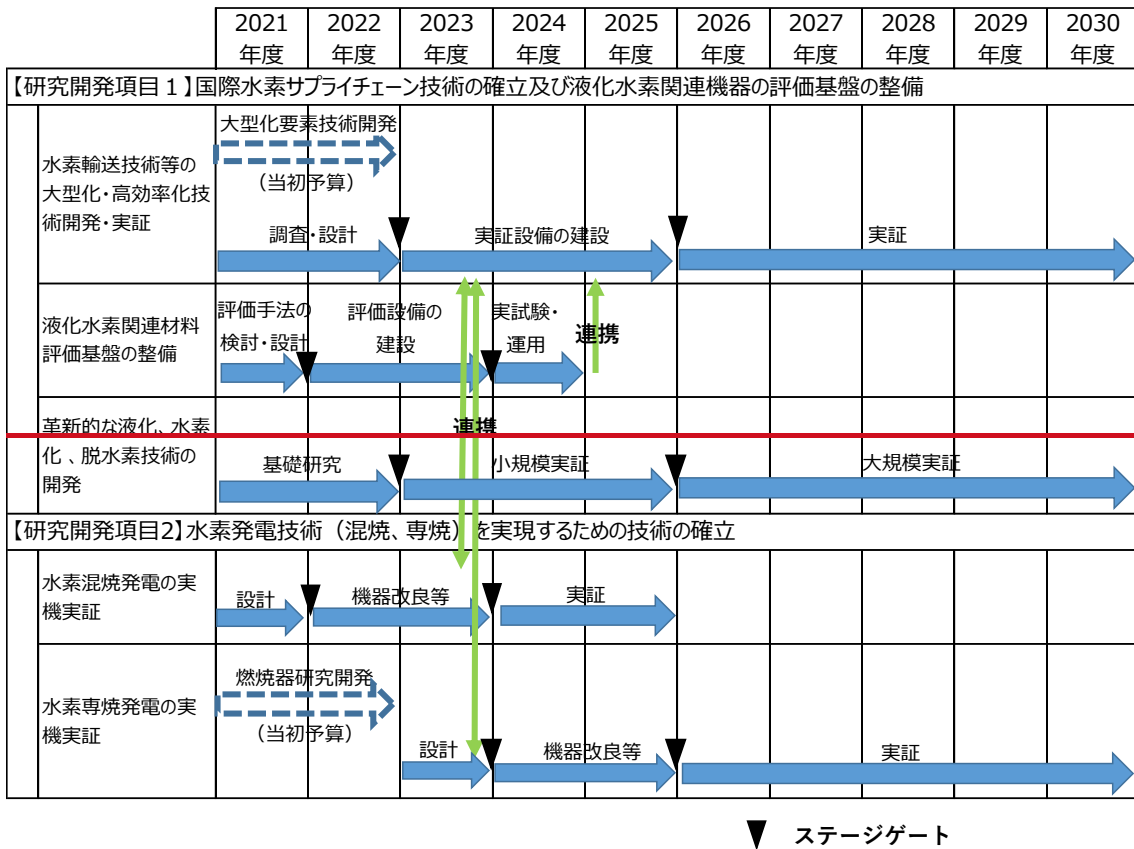 2021 2022 2023 2024 2025 2026 2027 2028 2029 2030
年度 年度 年度 年度 年度 年度 年度 年度 年度 年度
【研究開発項目1】国際水素サプライチェーン技術の確立及び液化水素関連機器の評価基盤の整備
水素輸送技術等の
大型化・高効率化技
術開発・実証
大型化要素技術開発
（当初予算）
調査・設計
実証設備の建設
実証
液化水素関連材料
評価基盤の整備
評価手法の
検討・設計
評価設備の
建設
実試験・
運用
連携
革新的な液化、水素
化、脱水素技術の
開発
連携
基礎研究
小規模実証
大規模実証
【研究開発項目2】水素発電技術（混焼、専焼）を実現するための技術の確立
水素混焼発電の実
機実証
設計
機器改良等
実証
水素専焼発電の実
機実証
燃焼器研究開発
（当初予算）
設計
機器改良等
実証
ステージゲート